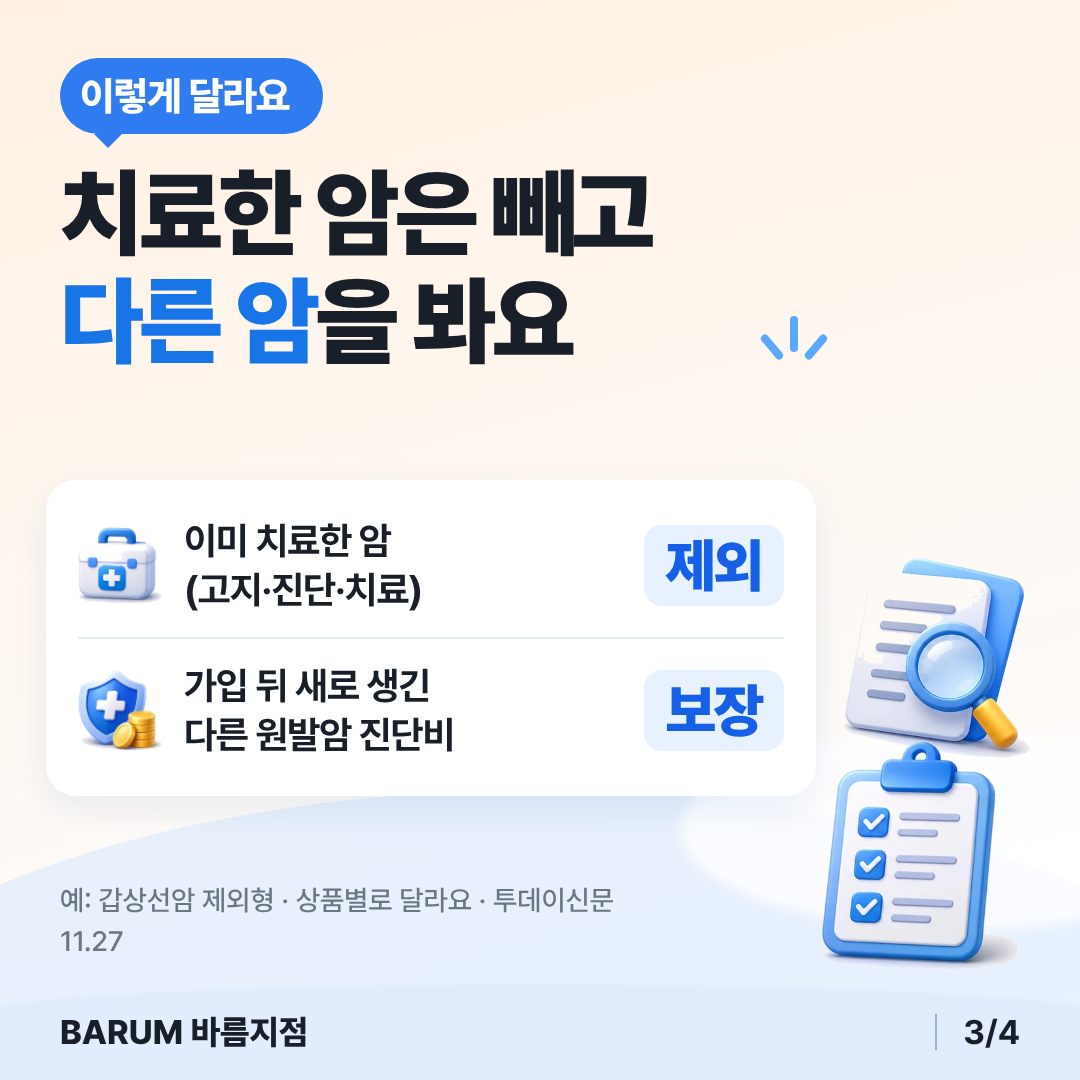 이렇게 달라요
치료한 암은 빼고
다른 암을 봐요
이미 치료한 암
(고지·진단·치료)
제외
가입 뒤 새로 생긴
다른 원발암 진단비
보장
예: 갑상선암 제외형 · 상품별로 달라요 · 투데이신문
11.27
BARUM 바름지점
3/4